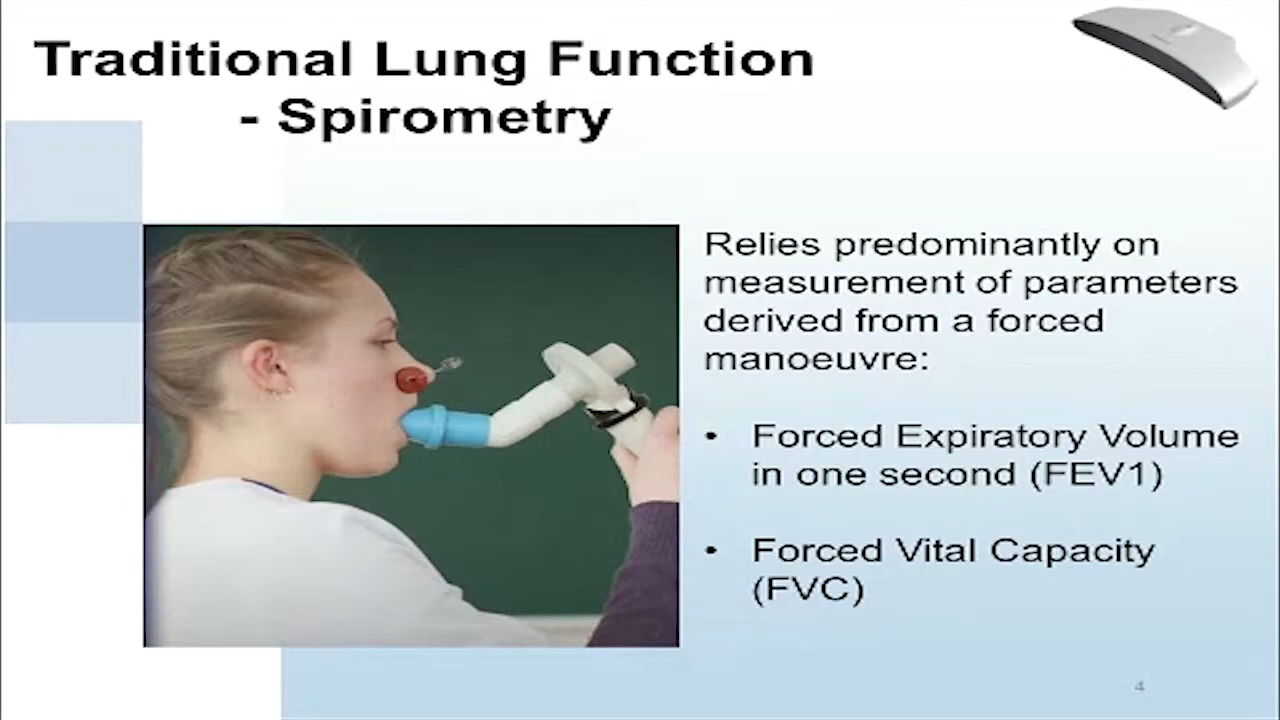 Traditional Lung Function
- Spirometry
Relies predominantly on
measurement of parameters
derived from a forced
manoeuvre:
• Forced Expiratory Volume
in one second (FEV1)
• Forced Vital Capacity
(FVC)
4